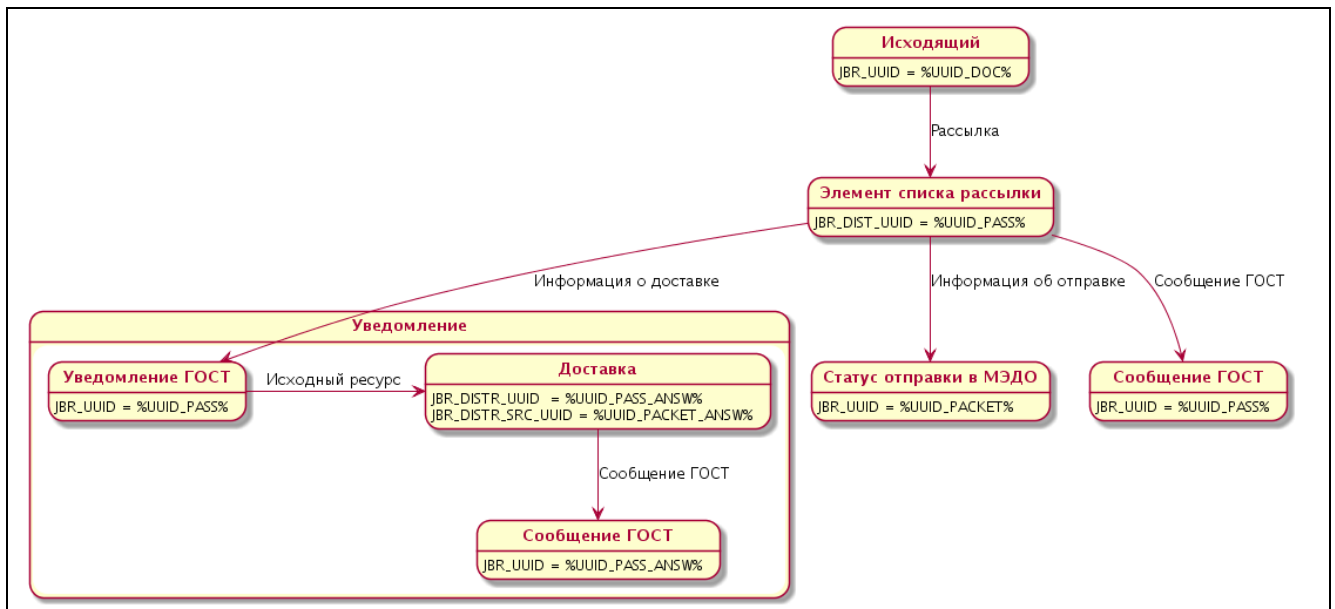 Исходящий
JBR_UUID = %UUID_DOC%
Рассылка
Элемент списка рассылки
JBR_DIST_UUID = %UUID_PASS%
Информация о доставке
Информация об отправке
Сообщение ГОСТ
Уведомление
Уведомление ГОСТ
JBR_UUID = %UUID_PASS%
Исходный ресурс
Доставка
JBR_DISTR_UUID = %UUID_PASS_ANSW%
JBR_DISTR_SRC_UUID = %UUID_PACKET_ANSW%
Статус отправки в МЭДО
JBR_UUID = %UUID_PACKET%
Сообщение ГОСТ
JBR_UUID = %UUID_PASS%
Сообщение ГОСТ
Сообщение ГОСТ
JBR_UUID = %UUID_PASS_ANSW%